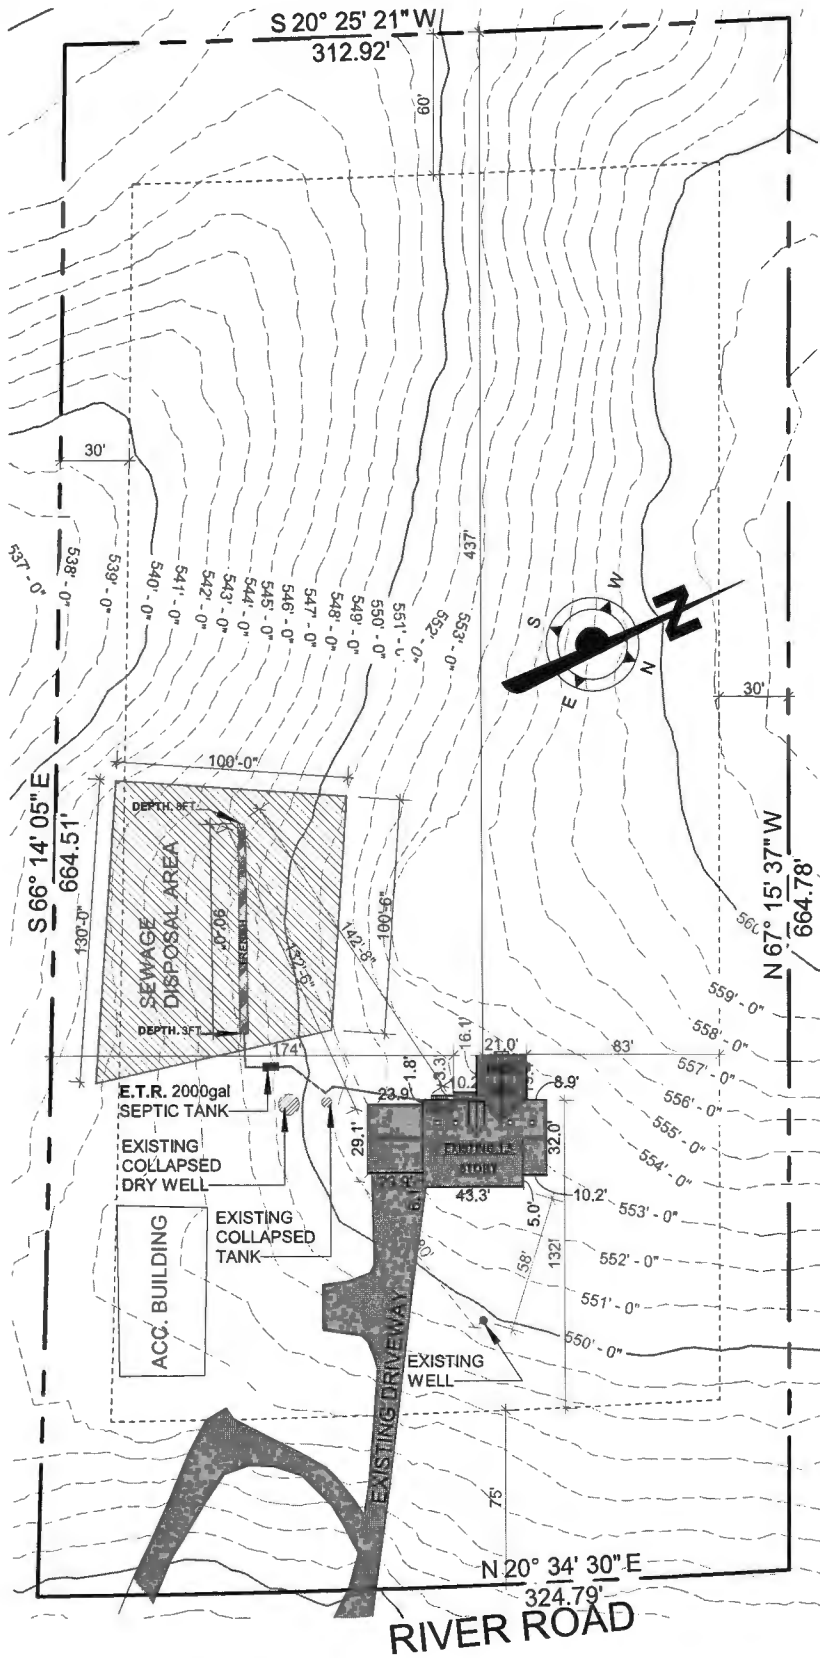 S 20° 25' 21" W
312.92'
60'
30'
437'
537'- 0"
538'- 0"
539'- 0"
540'- 0"
541'- 0"
542'- 0"
543'- 0"
544'- 0"
545'- 0"
546'- 0"
547'- 0"
548'- 0"
549'- 0"
550'- 0"
552'- 0"
553'- 0"
S
W
N
E
N
30'
S 66° 14' 05" E
664.51'
N 67° 15' 37" W
664.78'
100'-0"
DEPTH. 8FT
130'-0"
SEWAGE
DISPOSAL AREA
90'.0"
TRENCH
132'-6"
142'-8"
100'-6"
DEPTH. 3FT
174'
16.1'
21.0'
83'
559'- 0"
558'- 0"
557'- 0"
556'- 0"
555'- 0"
554'- 0"
553'- 0"
552'- 0"
551'- 0"
550'- 0"
E.T.R. 2000gal
SEPTIC TANK
1.8'
3.3'
10.2'
8.9'
23.9'
29.1'
32.0'
EXISTING
COLLAPSED
DRY WELL
23.9'
43.3'
5.0'
10.2'
EXISTING
COLLAPSED
TANK
58'
132'
ACC. BUILDING
EXISTING DRIVEWAY
EXISTING
WELL
75'
N 20° 34' 30" E
324.79'
RIVER ROAD